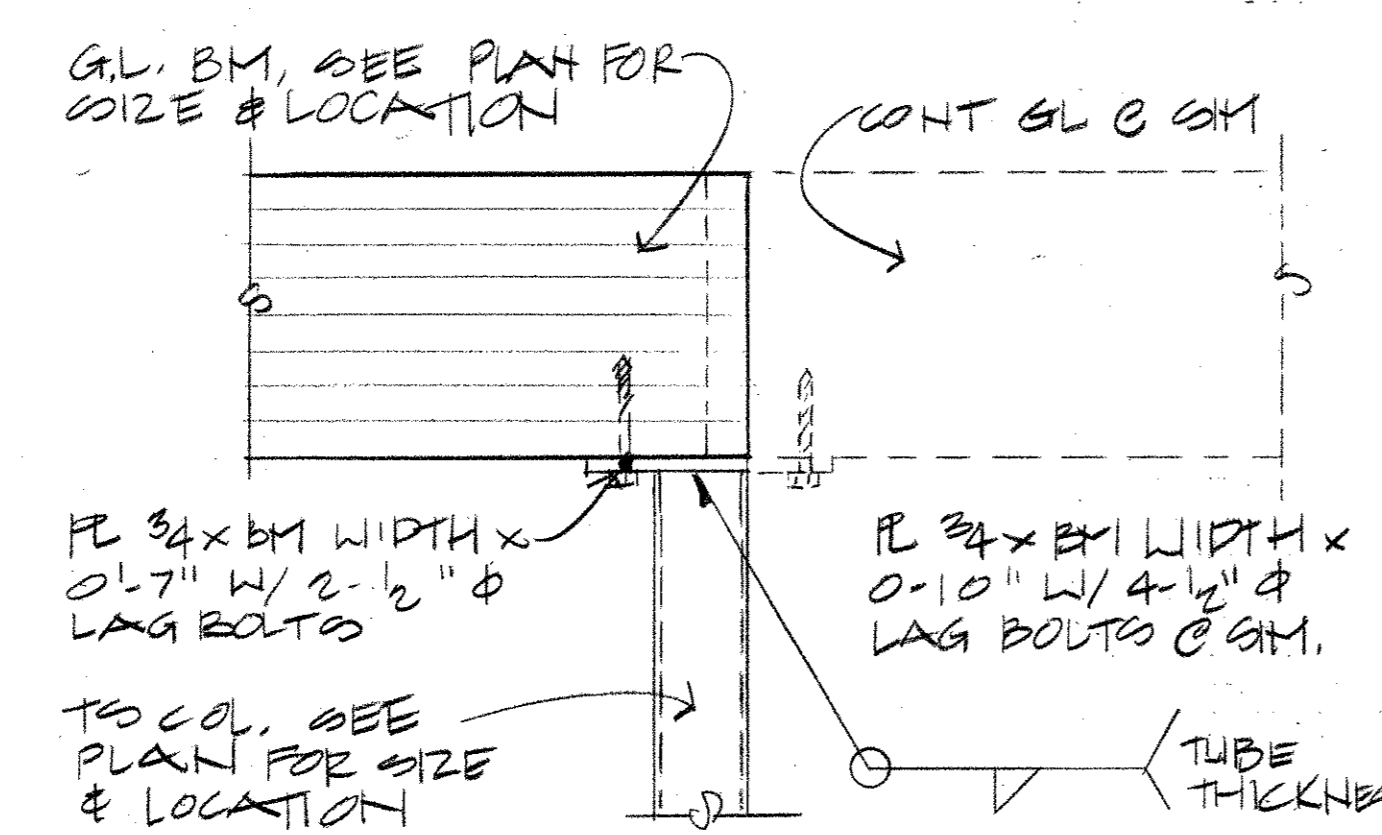 G.L. BM, SEE PLAN FOR
SIZE & LOCATION
CONT GL @ SIM
PL 3/4 x BM WIDTH x
0'-7" W/ 2-1/2" φ
LAG BOLTS
PL 3/4 x BM WIDTH x
0-10" W/ 4-1/2" φ
LAG BOLTS @ SIM.
TS COL. SEE
PLAN FOR SIZE
& LOCATION
TUBE
THICKNES